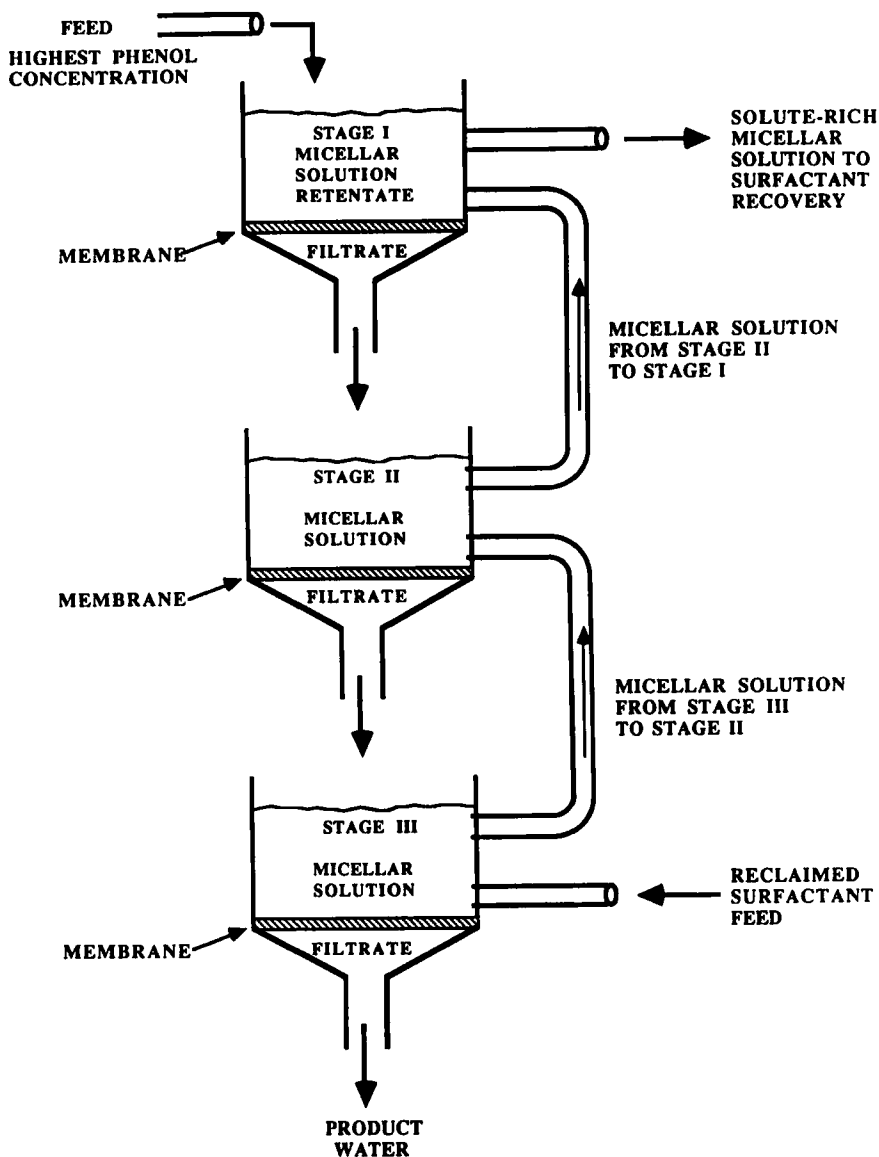 FEED
HIGHEST PHENOL
CONCENTRATION
STAGE I
MICELLAR
SOLUTION
RETENTATE
SOLUTE-RICH
MICELLAR
SOLUTION TO
SURFACTANT
RECOVERY
MEMBRANE
FILTRATE
MICELLAR SOLUTION
FROM STAGE II
TO STAGE I
STAGE II
MICELLAR
SOLUTION
MEMBRANE
FILTRATE
MICELLAR SOLUTION
FROM STAGE III
TO STAGE II
STAGE III
MICELLAR
SOLUTION
RECLAIMED
SURFACTANT
FEED
MEMBRANE
FILTRATE
PRODUCT
WATER